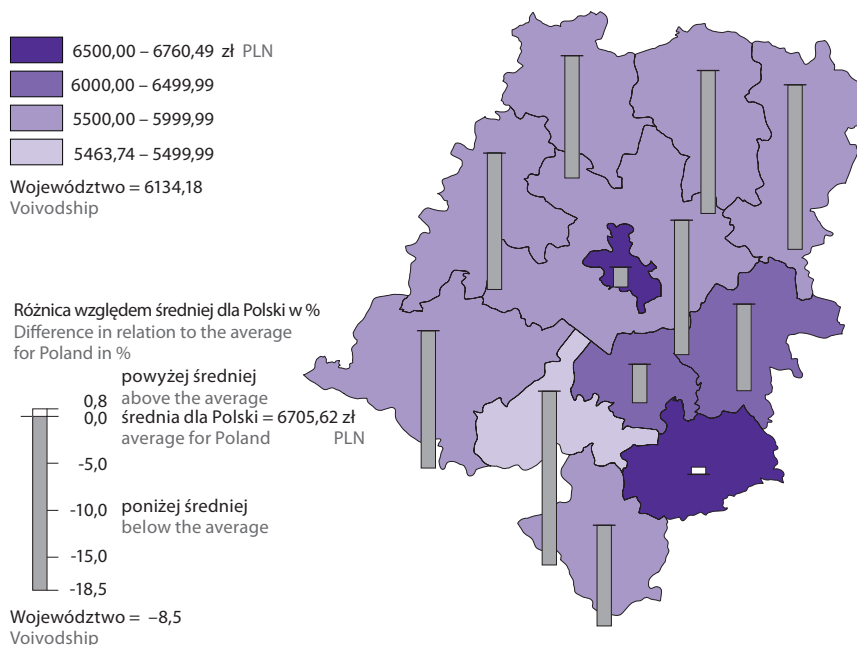 6500,00 – 6760,49 zł PLN
6000,00 – 6499,99
5500,00 – 5999,99
5463,74 – 5499,99
Województwo = 6134,18
Voivodship
Różnica względem średniej dla Polski w %
Difference in relation to the average
for Poland in %
powyżej średniej
0,8 above the average
0,0 średnia dla Polski = 6705,62 zł
average for Poland PLN
-5,0
-10,0 poniżej średniej
below the average
-15,0
-18,5
Województwo = –8,5
Voivodship